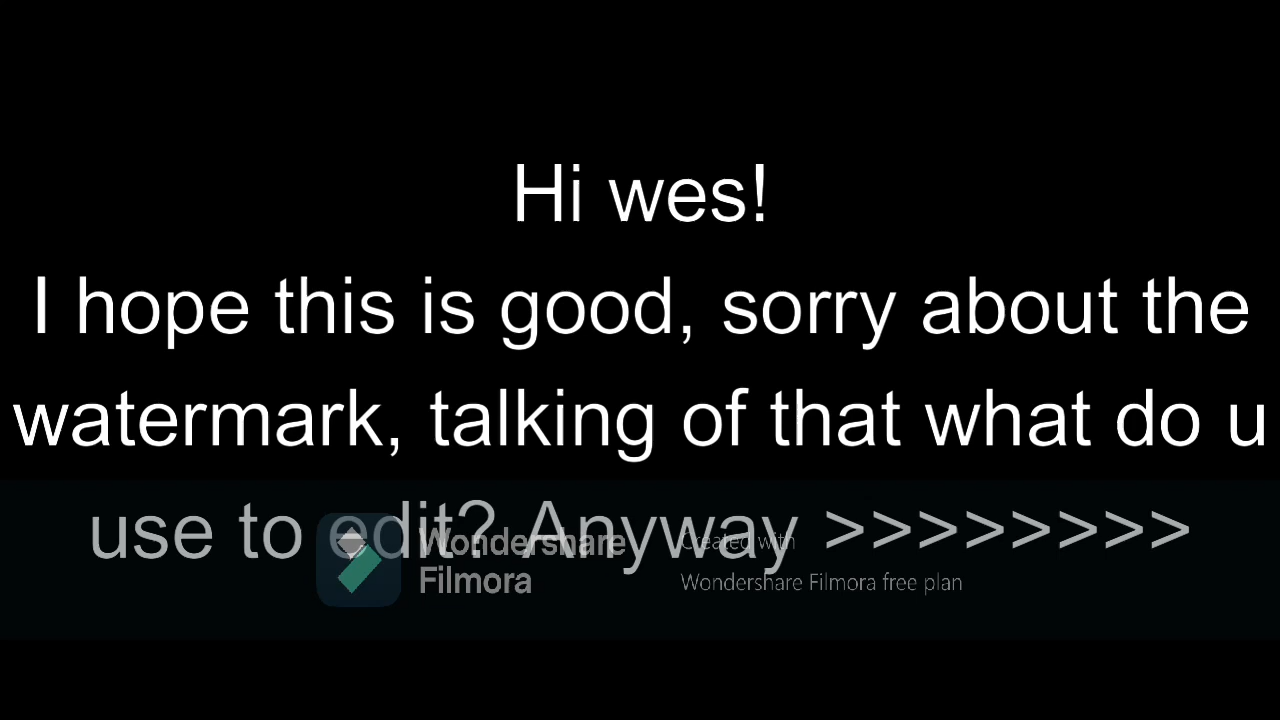 Hi wes!
I hope this is good, sorry about the
watermark, talking of that what do u
use to edit? Anyway >>>>>>>>
Wondershare
Filmora
Created with
Wondershare Filmora free plan